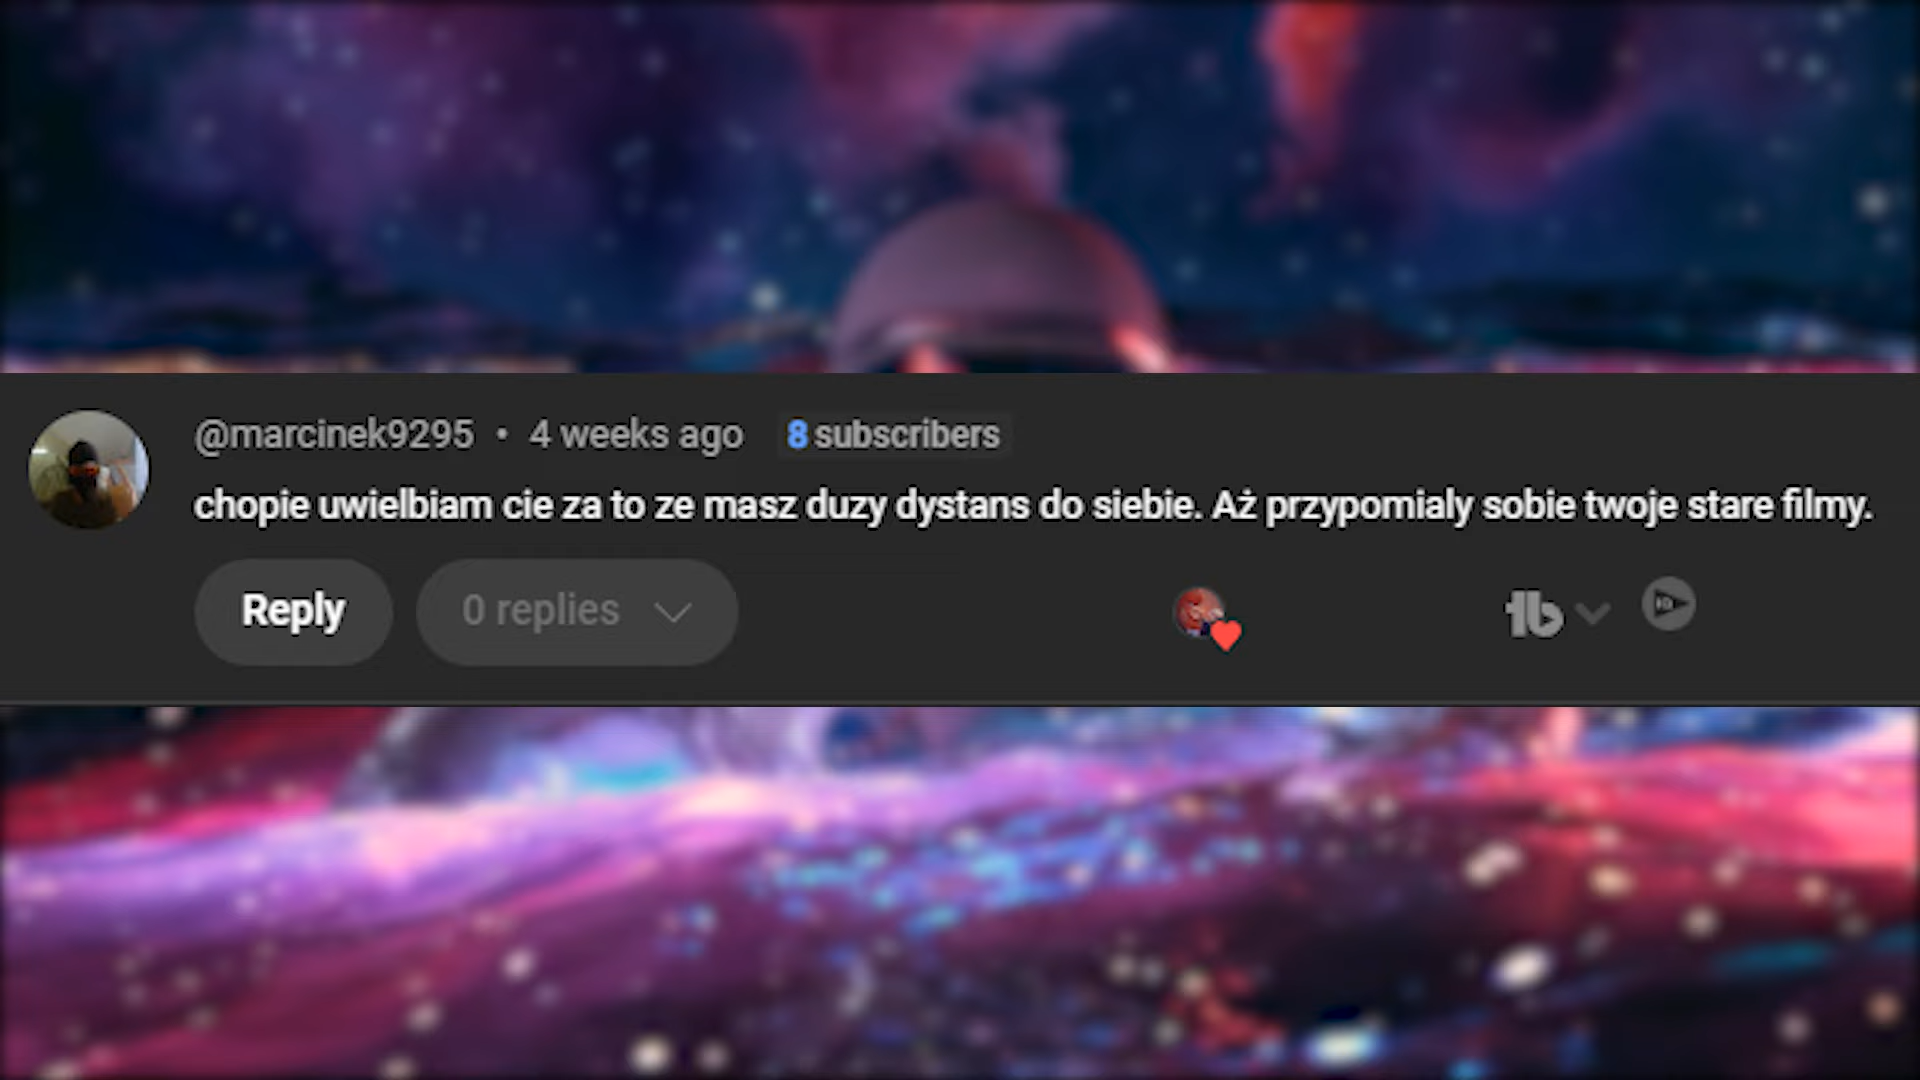 @marcinek9295 • 4 weeks ago 8 subscribers
chopie uwielbiam cie za to ze masz duzy dystans do siebie. Aż przypomialy sobie twoje stare filmy.
Reply 0 replies